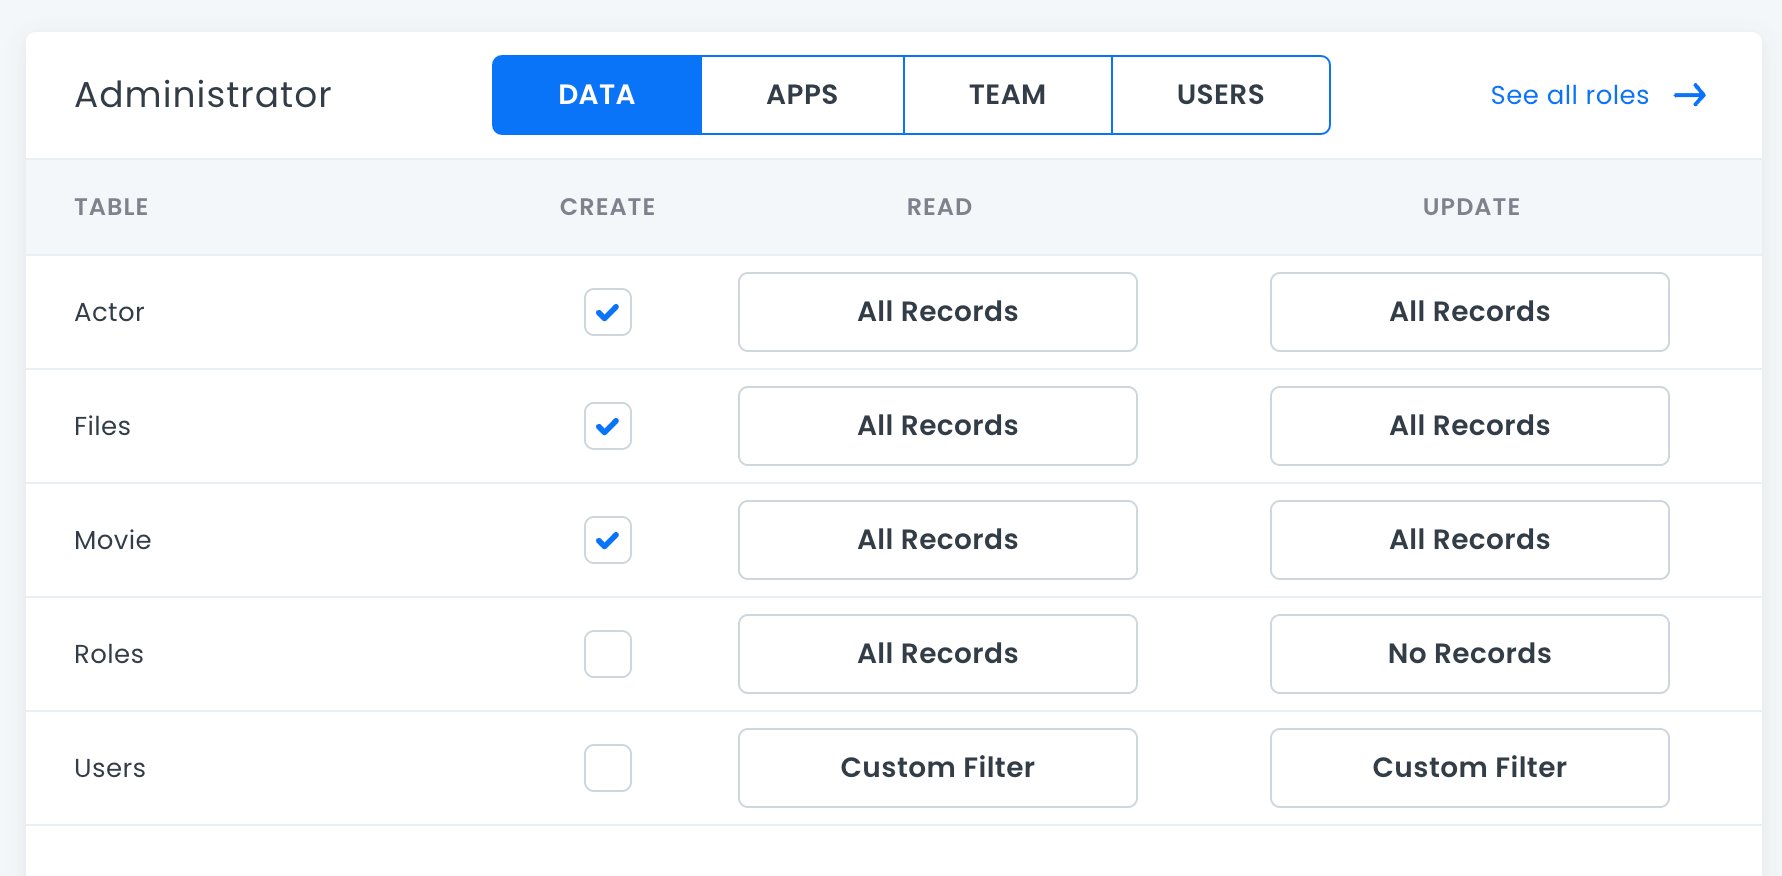 Administrator DATA APPS TEAM USERS See all roles
TABLE CREATE READ UPDATE
Actor All Records All Records
Files All Records All Records
Movie All Records All Records
Roles All Records No Records
Users Custom Filter Custom Filter